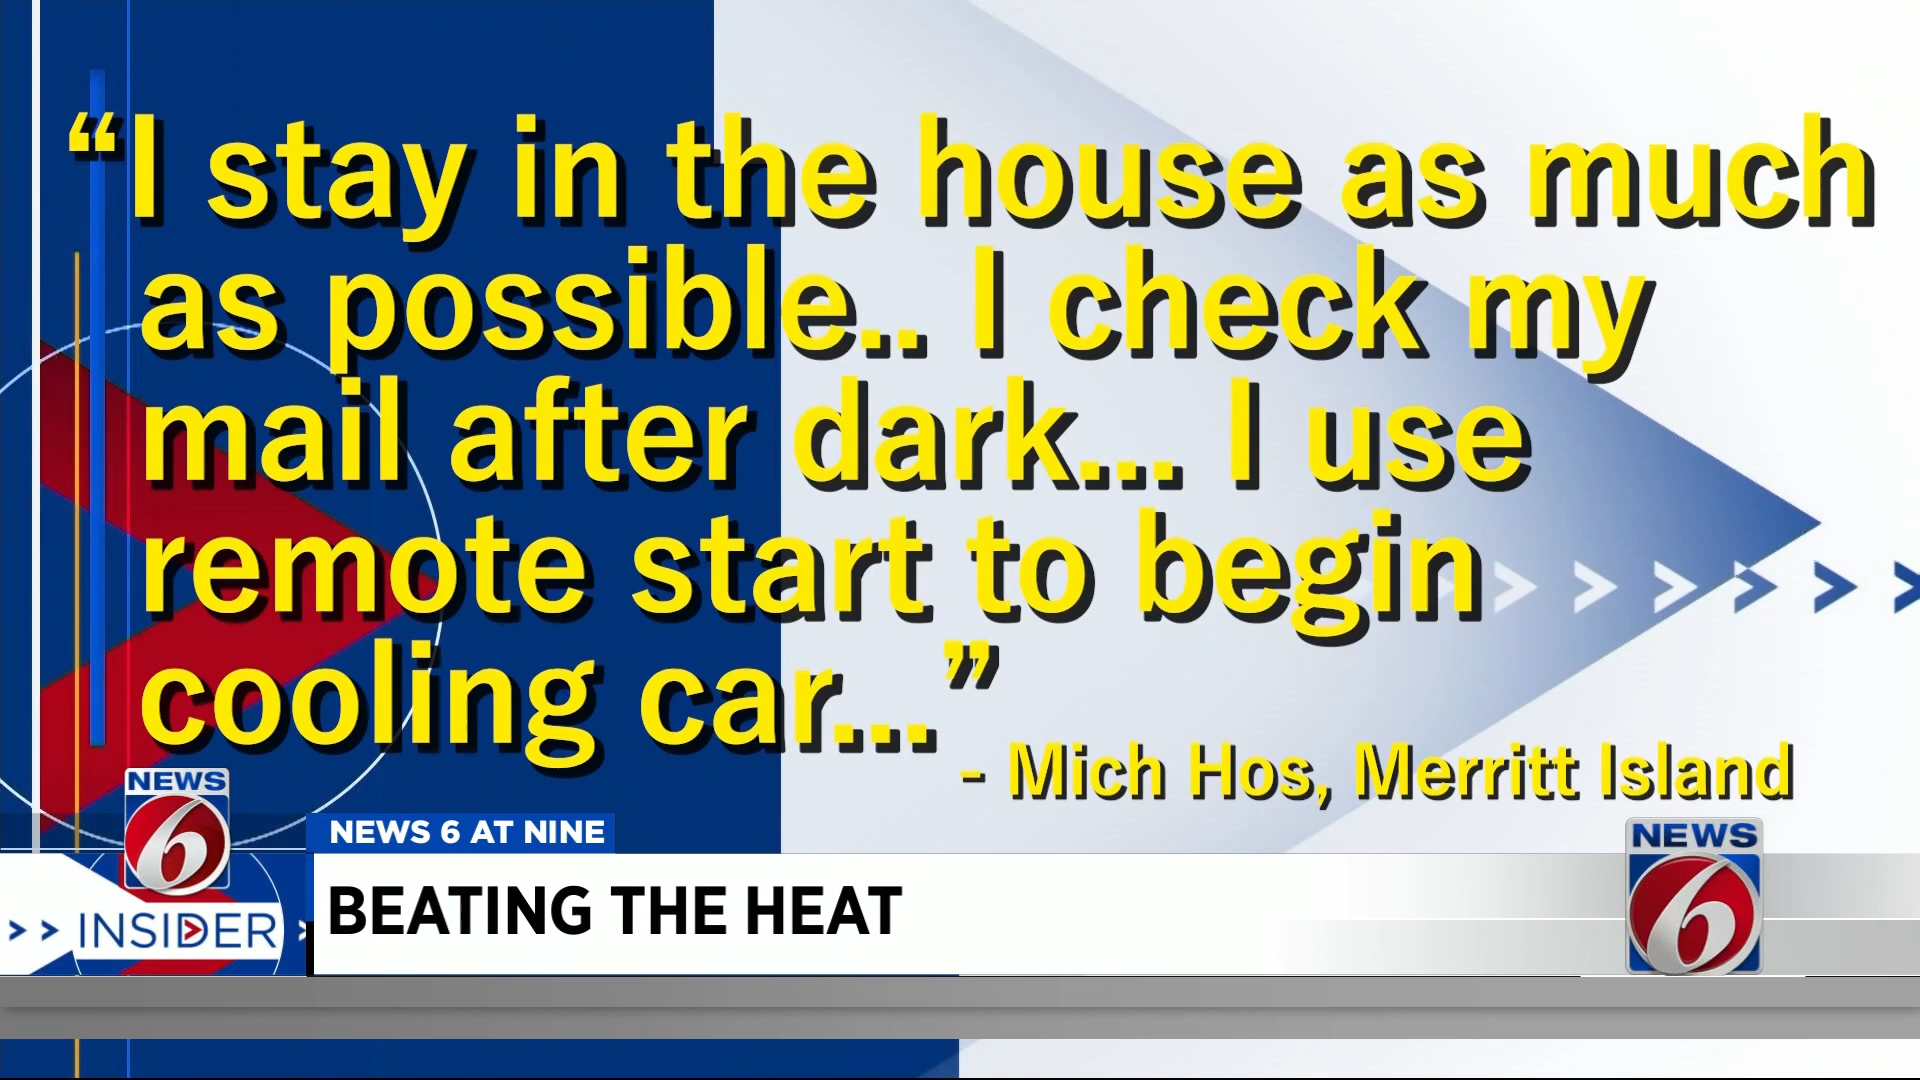 “I stay in the house as much
as possible.. I check my
mail after dark... I use
remote start to begin
cooling car...”
- Mich Hos, Merritt Island
NEWS
6
INSIDER
NEWS 6 AT NINE
BEATING THE HEAT
NEWS
6